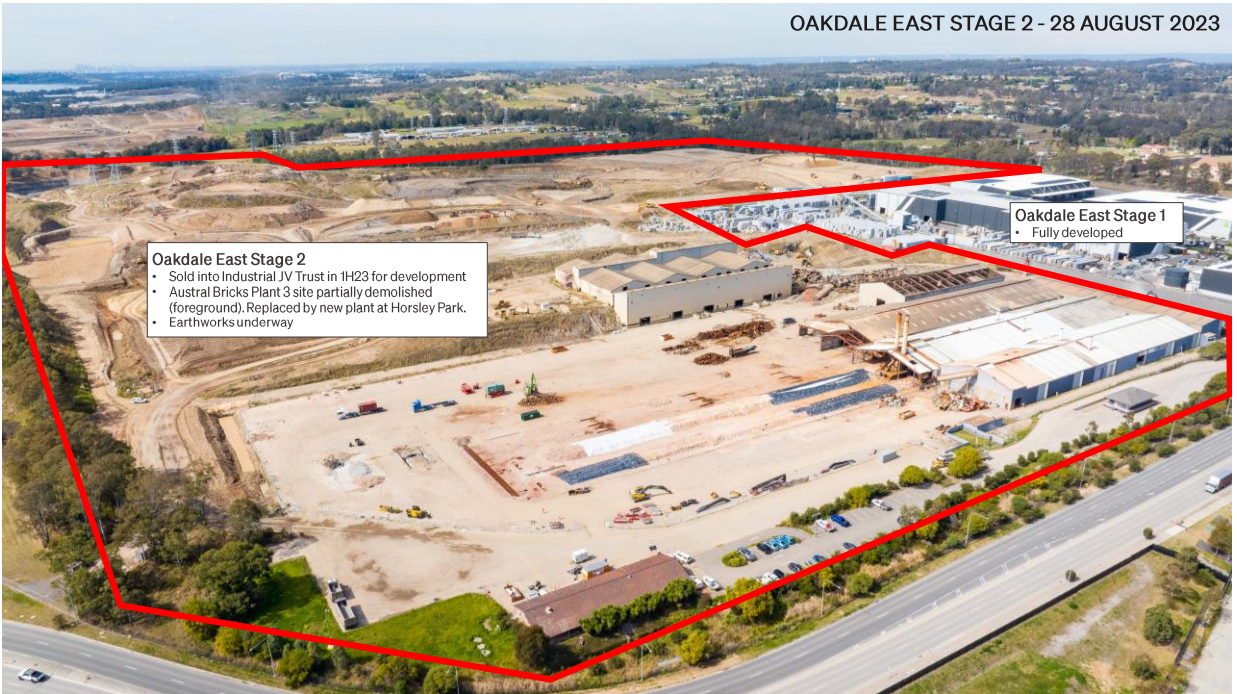 OAKDALE EAST STAGE 2 - 28 AUGUST 2023
Oakdale East Stage 1
• Fully developed
Oakdale East Stage 2
• Sold into Industrial JV Trust in 1H23 for development
• Austral Bricks Plant 3 site partially demolished
(foreground). Replaced by new plant at Horsley Park.
• Earthworks underway